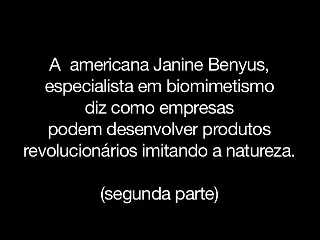 A  americana Janine Benyus,
especialista em biomimetismo
diz como empresas
podem desenvolver produtos
revolucionários imitando a natureza.
(segunda parte)